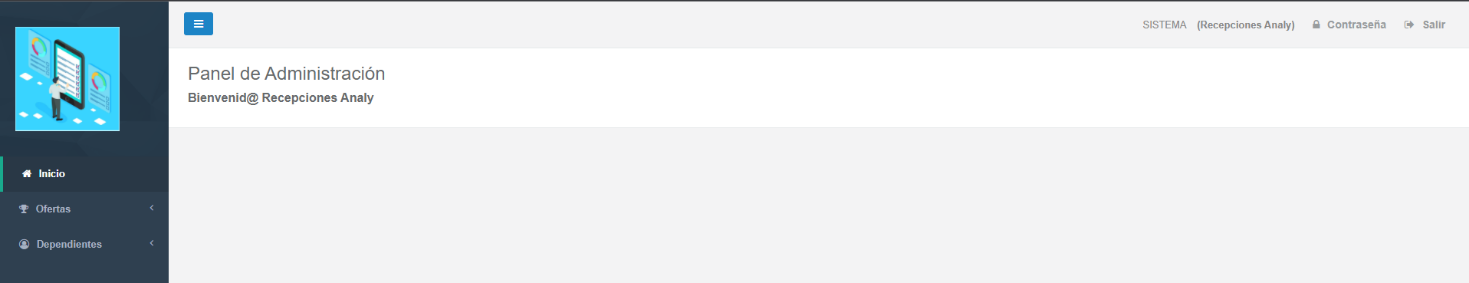 SISTEMA (Recepciones Analy) Contraseña Salir
Panel de Administración
Bienvenid@ Recepciones Analy
Inicio
Ofertas
Dependientes